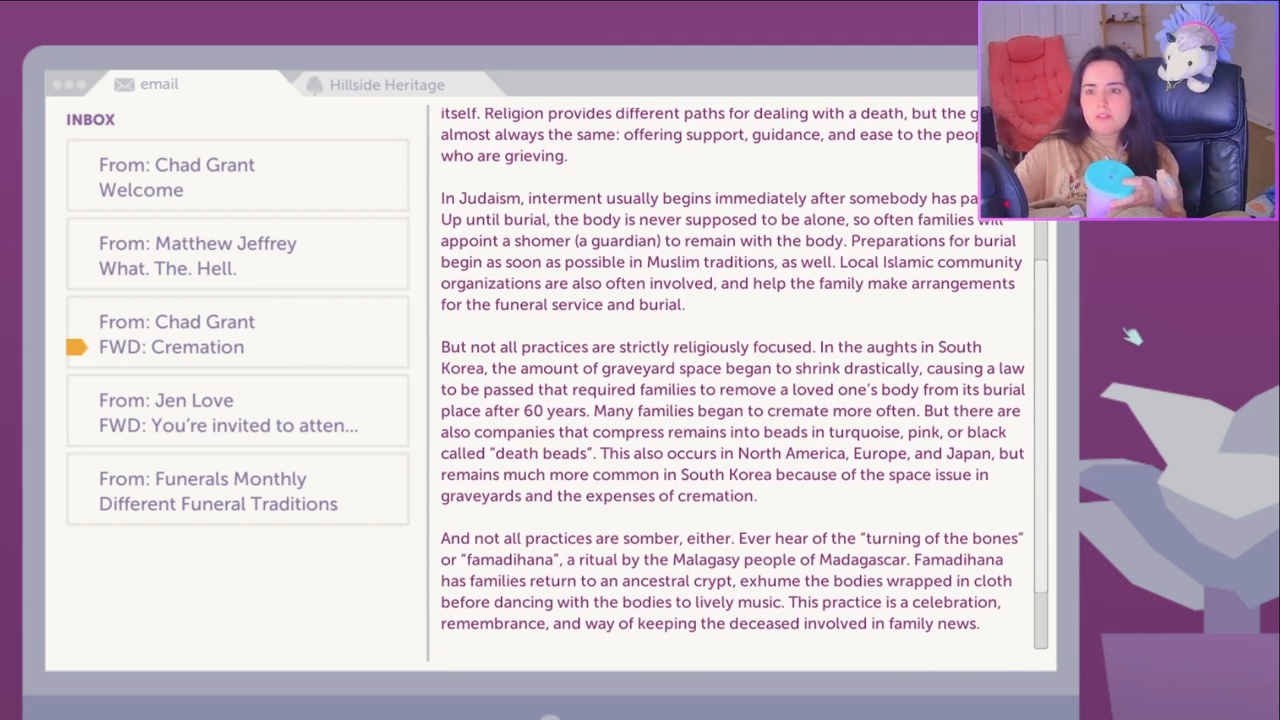 email
Hillside Heritage
INBOX
From: Chad Grant
Welcome
From: Matthew Jeffrey
What. The. Hell.
From: Chad Grant
FWD: Cremation
From: Jen Love
FWD: You're invited to atten...
From: Funerals Monthly
Different Funeral Traditions
itself. Religion provides different paths for dealing with a death, but the
almost always the same: offering support, guidance, and ease to the
who are grieving.
In Judaism, interment usually begins immediately after somebody has
Up until burial, the body is never supposed to be alone, so often families will
appoint a shomer (a guardian) to remain with the body. Preparations for burial
begin as soon as possible in Muslim traditions, as well. Local Islamic community
organizations are also often involved, and help the family make arrangements
for the funeral service and burial.
But not all practices are strictly religiously focused. In the aughts in South
Korea, the amount of graveyard space began to shrink drastically, causing a law
to be passed that required families to remove a loved one's body from its burial
place after 60 years. Many families began to cremate more often. But there are
also companies that compress remains into beads in turquoise, pink, or black
called "death beads". This also occurs in North America, Europe, and Japan, but
remains much more common in South Korea because of the space issue in
graveyards and the expenses of cremation.
And not all practices are somber, either. Ever hear of the "turning of the bones"
or "famadihana", a ritual by the Malagasy people of Madagascar. Famadihana
has families return to an ancestral crypt, exhume the bodies wrapped in cloth
before dancing with the bodies to lively music. This practice is a celebration,
remembrance, and way of keeping the deceased involved in family news.